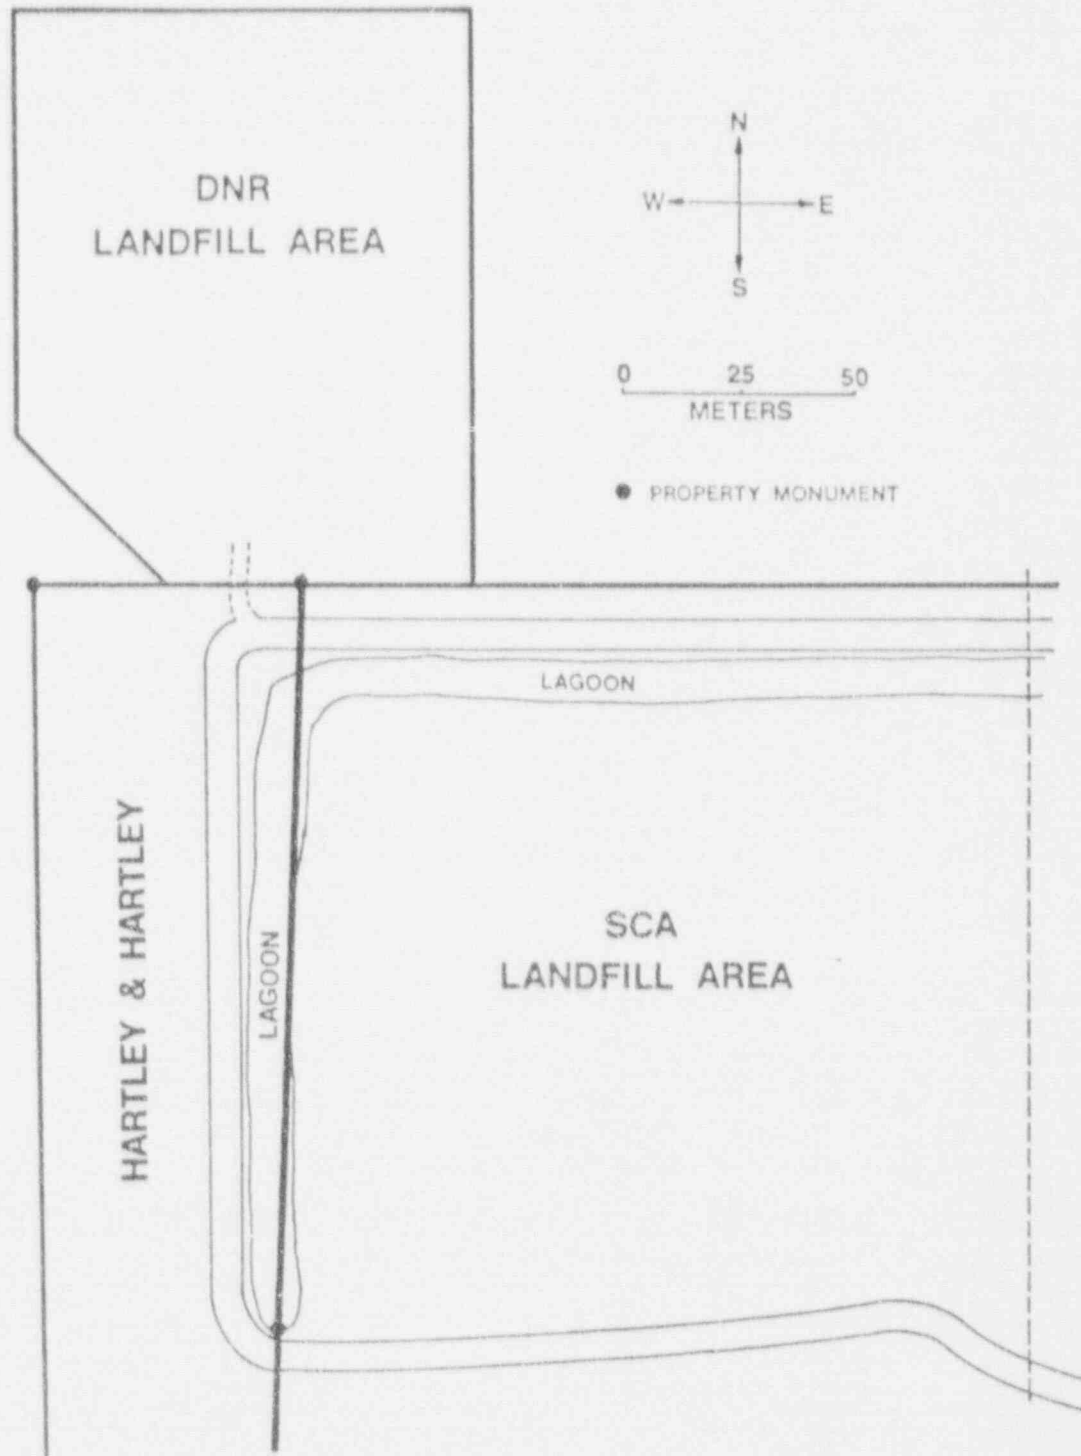 DNR
LANDFILL AREA
N
W E
S
0 25 50
METERS
PROPERTY MONUMENT
LAGOON
HARTLEY & HARTLEY
LAGOON
SCA
LANDFILL AREA